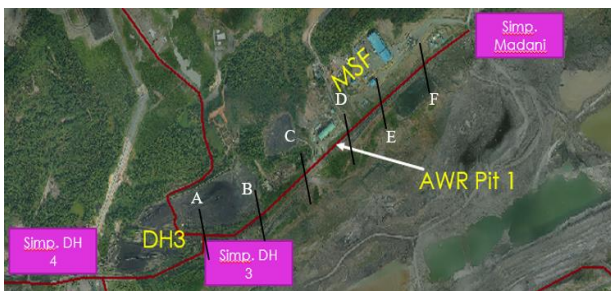 Simp.
Madani
MSF
D
F
C
E
AWR Pit 1
A
B
DH3
Simp. DH
4
Simp. DH
3